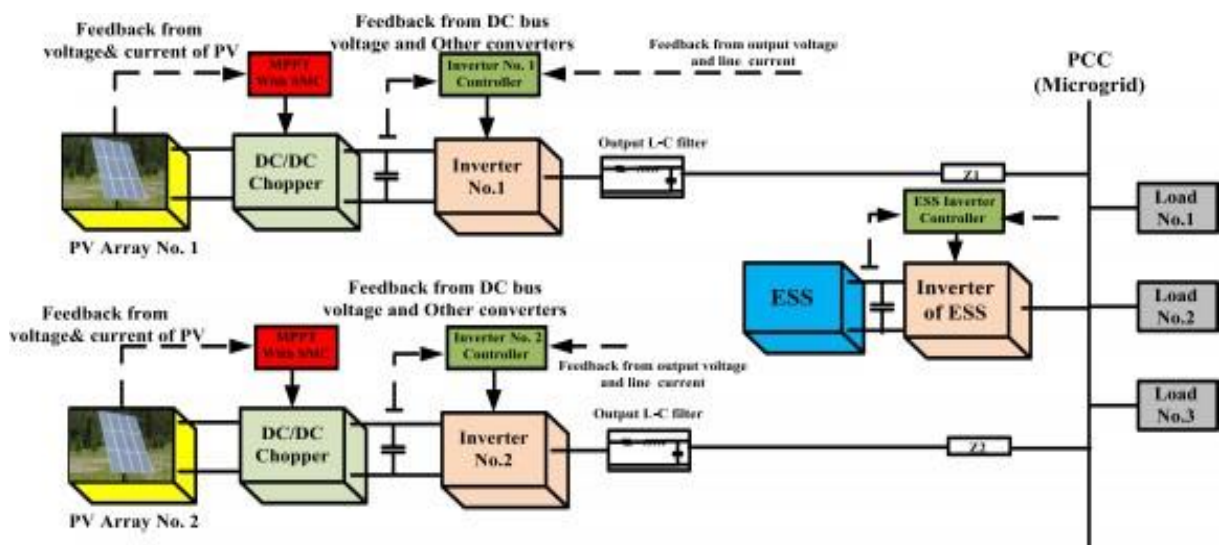 Feedback from
voltage& current of PV
Feedback from DC bus
voltage and Other converters
Feedback from output voltage
and line current
PCC
(Microgrid)
MPPT
With SMC
Inverter No. 1
Controller
DC/DC
Chopper
Inverter
No.1
Output L-C filter
Z1
PV Array No. 1
ESS Inverter
Controller
Load
No.1
ESS
Inverter
of ESS
Load
No.2
Feedback from
voltage& current of PV
Feedback from DC bus
voltage and Other converters
MPPT
With SMC
Inverter No. 2
Controller
Feedback from output voltage
and line current
Load
No.3
DC/DC
Chopper
Inverter
No.2
Output L-C filter
Z2
PV Array No. 2